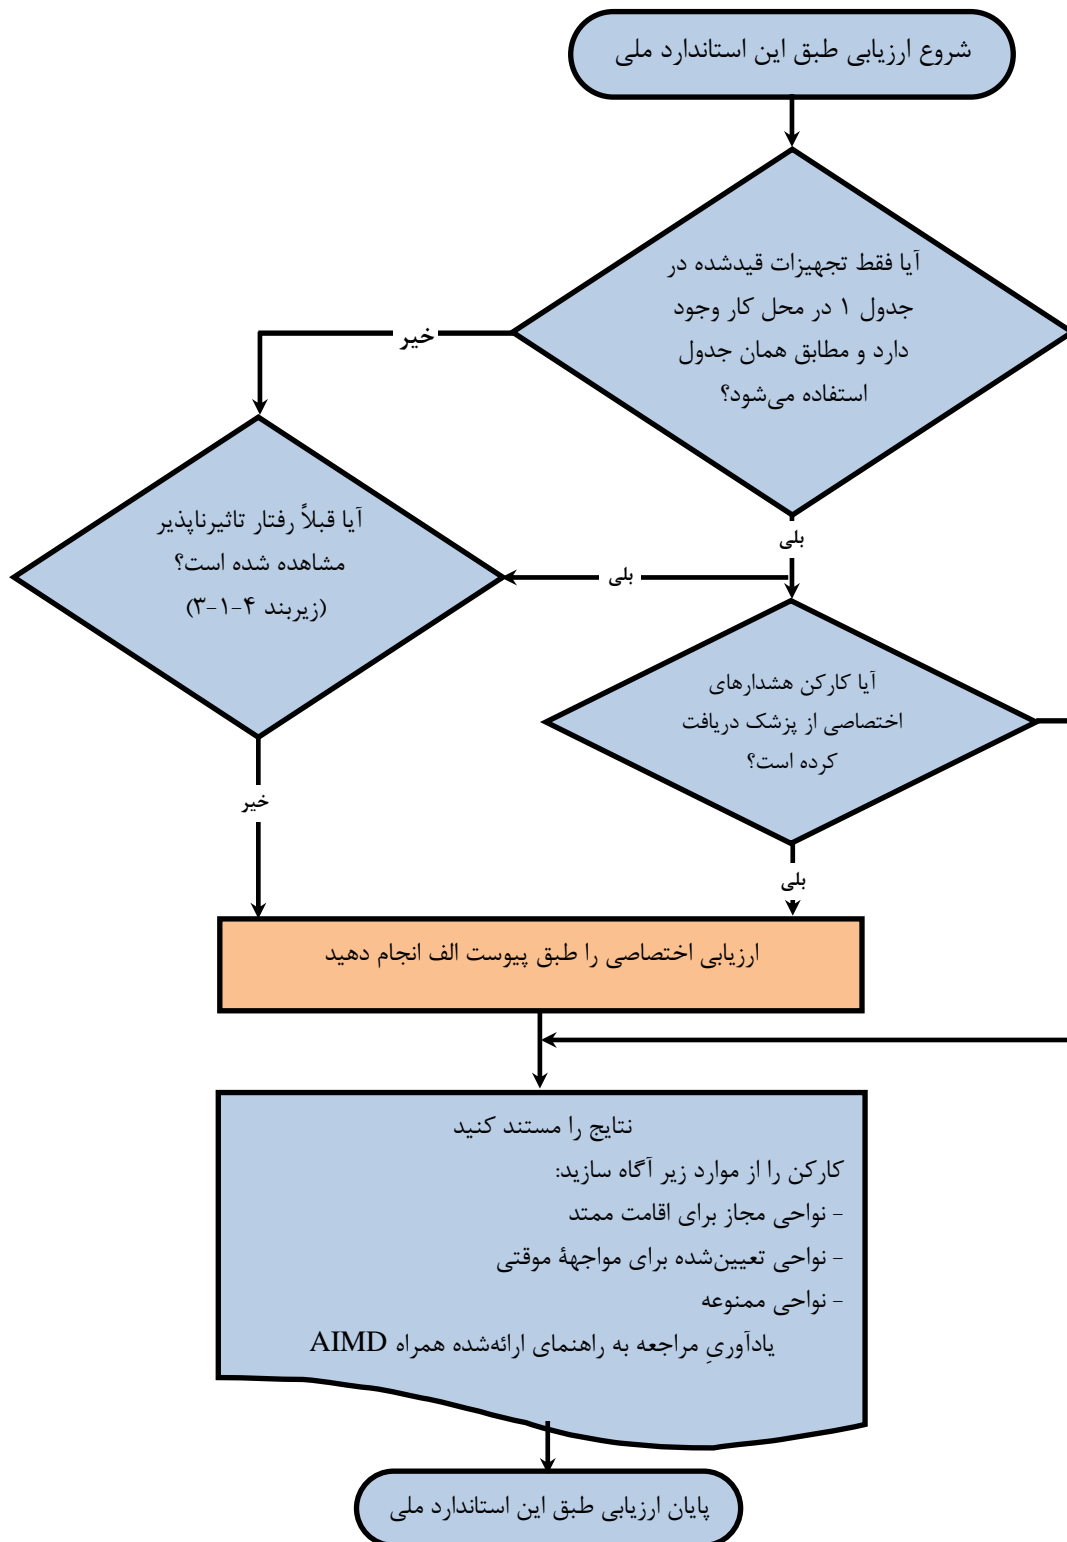 شروع ارزیابی طبق این استاندارد ملی
آیا فقط تجهیزات قیدشده در
جدول ۱ در محل کار وجود
دارد و مطابق همان جدول
استفاده می‌شود؟
خیر
بلی
آیا قبلاً رفتار تاثیرناپذیر
مشاهده شده است؟
(زیربند ۴-۱-۳)
بلی
آیا کارکن هشدارهای
اختصاصی از پزشک دریافت
کرده است؟
خیر
بلی
ارزیابی اختصاصی را طبق پیوست الف انجام دهید
نتایج را مستند کنید
کارکن را از موارد زیر آگاه سازید:
- نواحی مجاز برای اقامت ممتد
- نواحی تعیین‌شده برای مواجهۀ موقتی
- نواحی ممنوعه
یادآوریِ مراجعه به راهنمای ارائه‌شده همراه AIMD
پایان ارزیابی طبق این استاندارد ملی